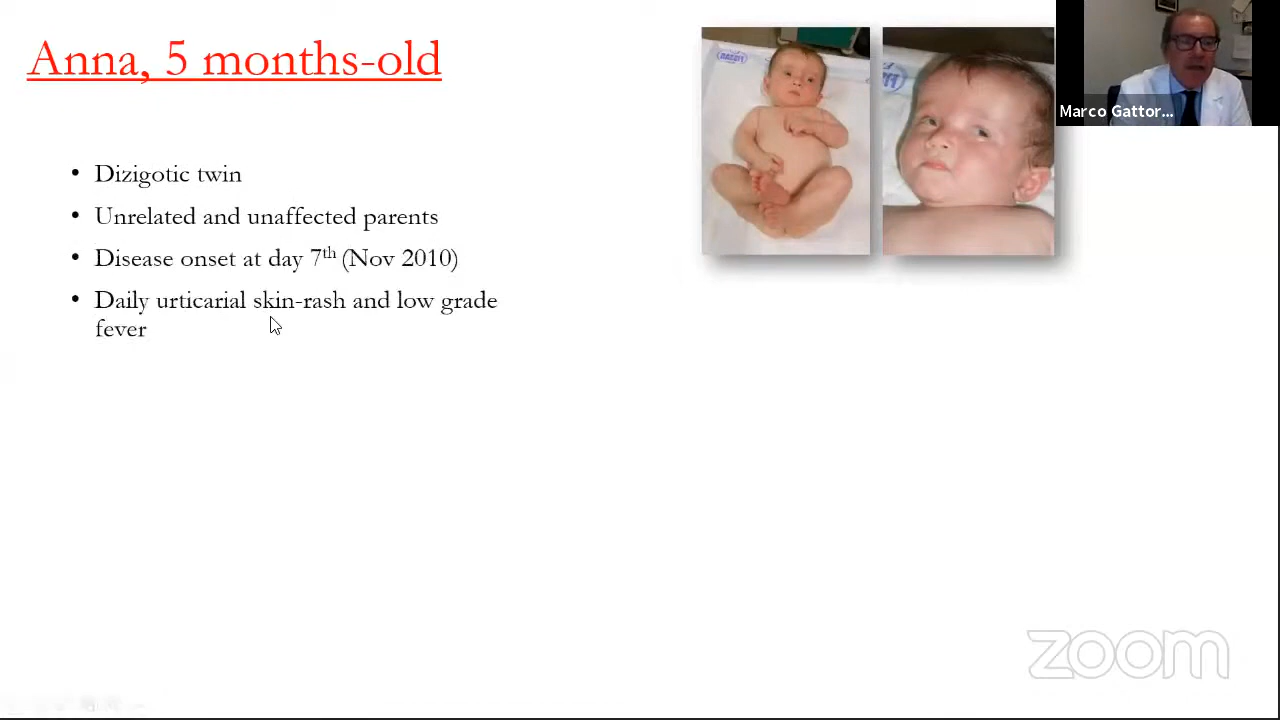 Anna, 5 months-old
Marco Gattor...
• Dizigotic twin
• Unrelated and unaffected parents
• Disease onset at day 7th (Nov 2010)
• Daily urticarial skin-rash and low grade
fever
zoom